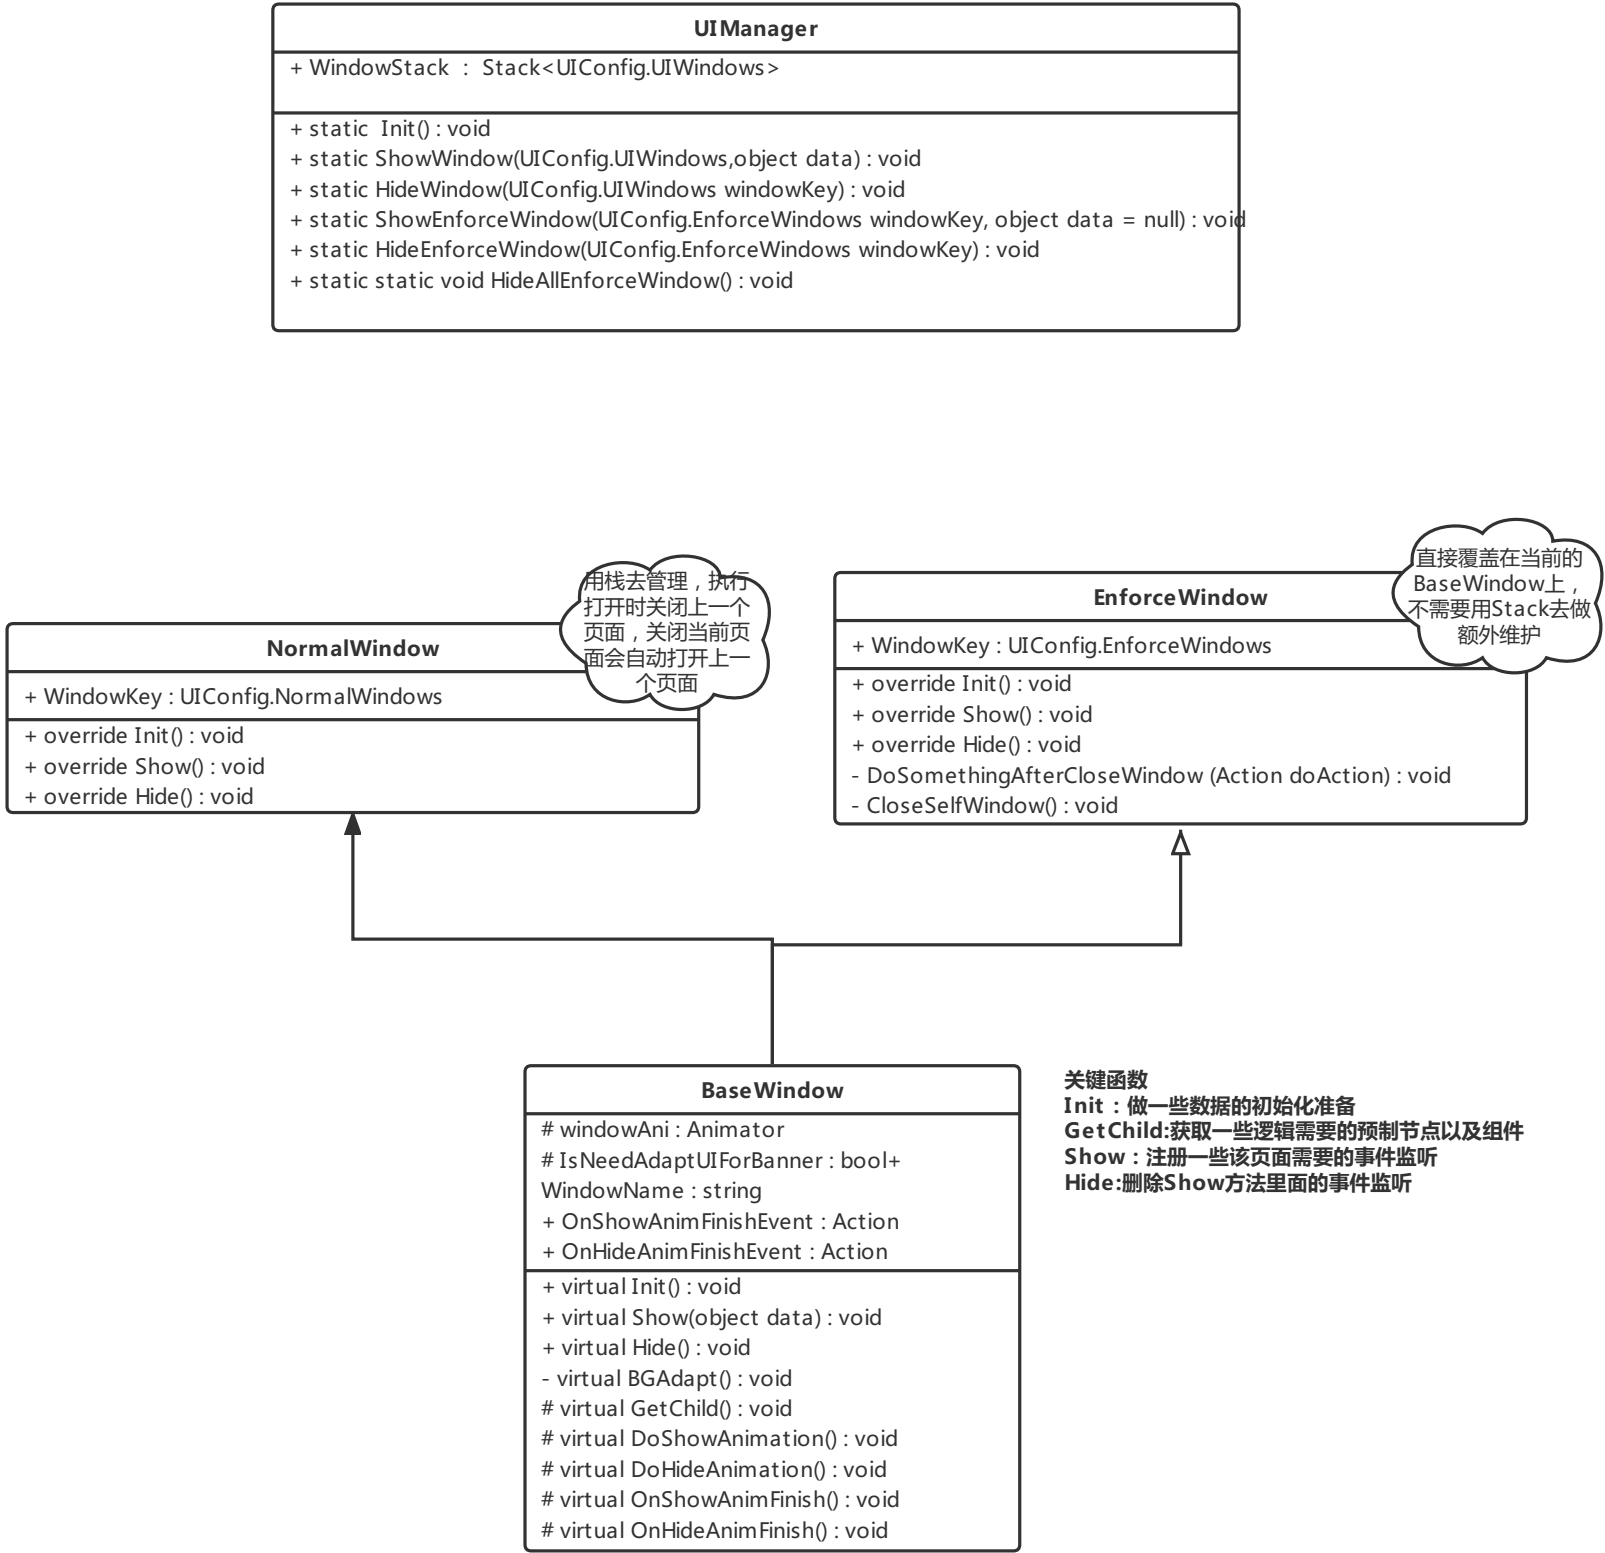 UIManager
+ WindowStack : Stack<UIConfig.UIWindows>
+ static Init() : void
+ static ShowWindow(UIConfig.UIWindows,object data) : void
+ static HideWindow(UIConfig.UIWindows windowKey) : void
+ static ShowEnforceWindow(UIConfig.EnforceWindows windowKey, object data = null) : void
+ static HideEnforceWindow(UIConfig.EnforceWindows windowKey) : void
+ static static void HideAllEnforceWindow() : void
用栈去管理，执行
打开时关闭上一个
页面，关闭当前页
面会自动打开上一
个页面
NormalWindow
+ WindowKey : UIConfig.NormalWindows
+ override Init() : void
+ override Show() : void
+ override Hide() : void
直接覆盖在当前的
BaseWindow上，
不需要用Stack去做
额外维护
EnforceWindow
+ WindowKey : UIConfig.EnforceWindows
+ override Init() : void
+ override Show() : void
+ override Hide() : void
- DoSomethingAfterCloseWindow (Action doAction) : void
- CloseSelfWindow() : void
BaseWindow
# windowAni : Animator
# IsNeedAdaptUIForBanner : bool+
WindowName : string
+ OnShowAnimFinishEvent : Action
+ OnHideAnimFinishEvent : Action
+ virtual Init() : void
+ virtual Show(object data) : void
+ virtual Hide() : void
- virtual BGAdapt() : void
# virtual GetChild() : void
# virtual DoShowAnimation() : void
# virtual DoHideAnimation() : void
# virtual OnShowAnimFinish() : void
# virtual OnHideAnimFinish() : void
关键函数
Init：做一些数据的初始化准备
GetChild:获取一些逻辑需要的预制节点以及组件
Show：注册一些该页面需要的事件监听
Hide:删除Show方法里面的事件监听